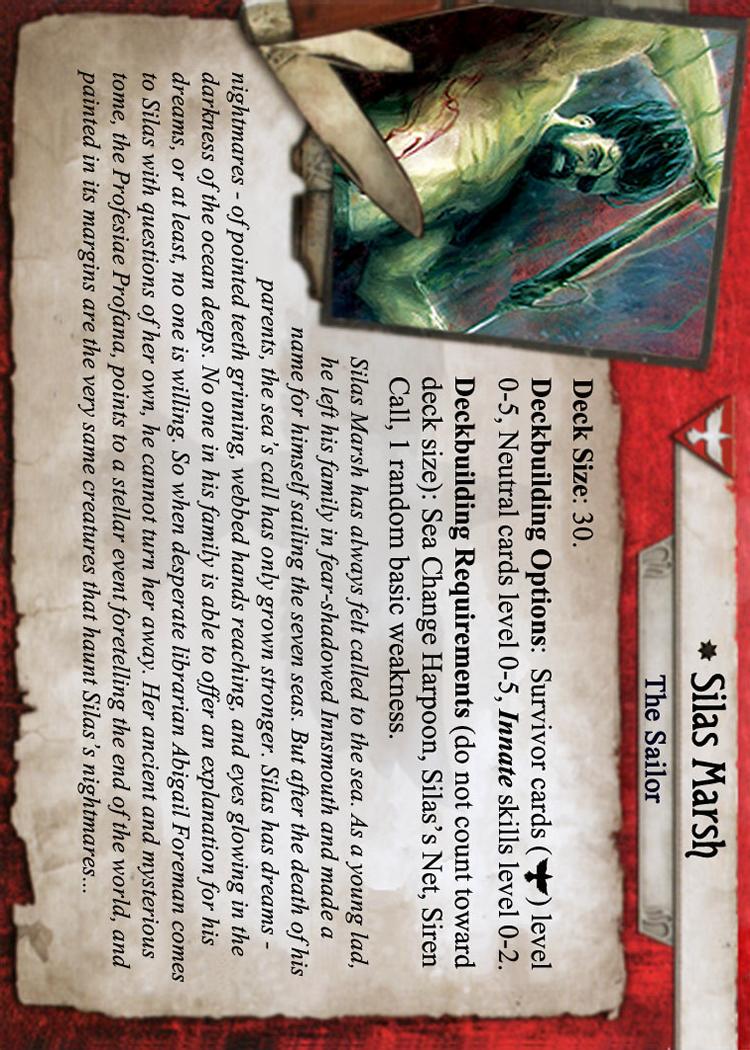 Silas Marsh
The Sailor
Deck Size: 30.
Deckbuilding Options: Survivor cards ( ) level
0-5, Neutral cards level 0-5, Innate skills level 0-2.
Deckbuilding Requirements (do not count toward
deck size): Sea Change Harpoon, Silas's Net, Siren
Call, 1 random basic weakness.
Silas Marsh has always felt called to the sea. As a young lad,
he left his family in fear-shadowed Innsmouth and made a
name for himself sailing the seven seas. But after the death of his
parents, the sea's call has only grown stronger. Silas has dreams -
nightmares - of pointed teeth grinning, webbed hands reaching, and eyes glowing in the
darkness of the ocean deeps. No one in his family is able to offer an explanation for his
dreams, or at least, no one is willing. So when desperate librarian Abigail Foreman comes
to Silas with questions of her own, he cannot turn her away. Her ancient and mysterious
tome, the Profesiae Profana, points to a stellar event foretelling the end of the world, and
painted in its margins are the very same creatures that haunt Silas's nightmares...